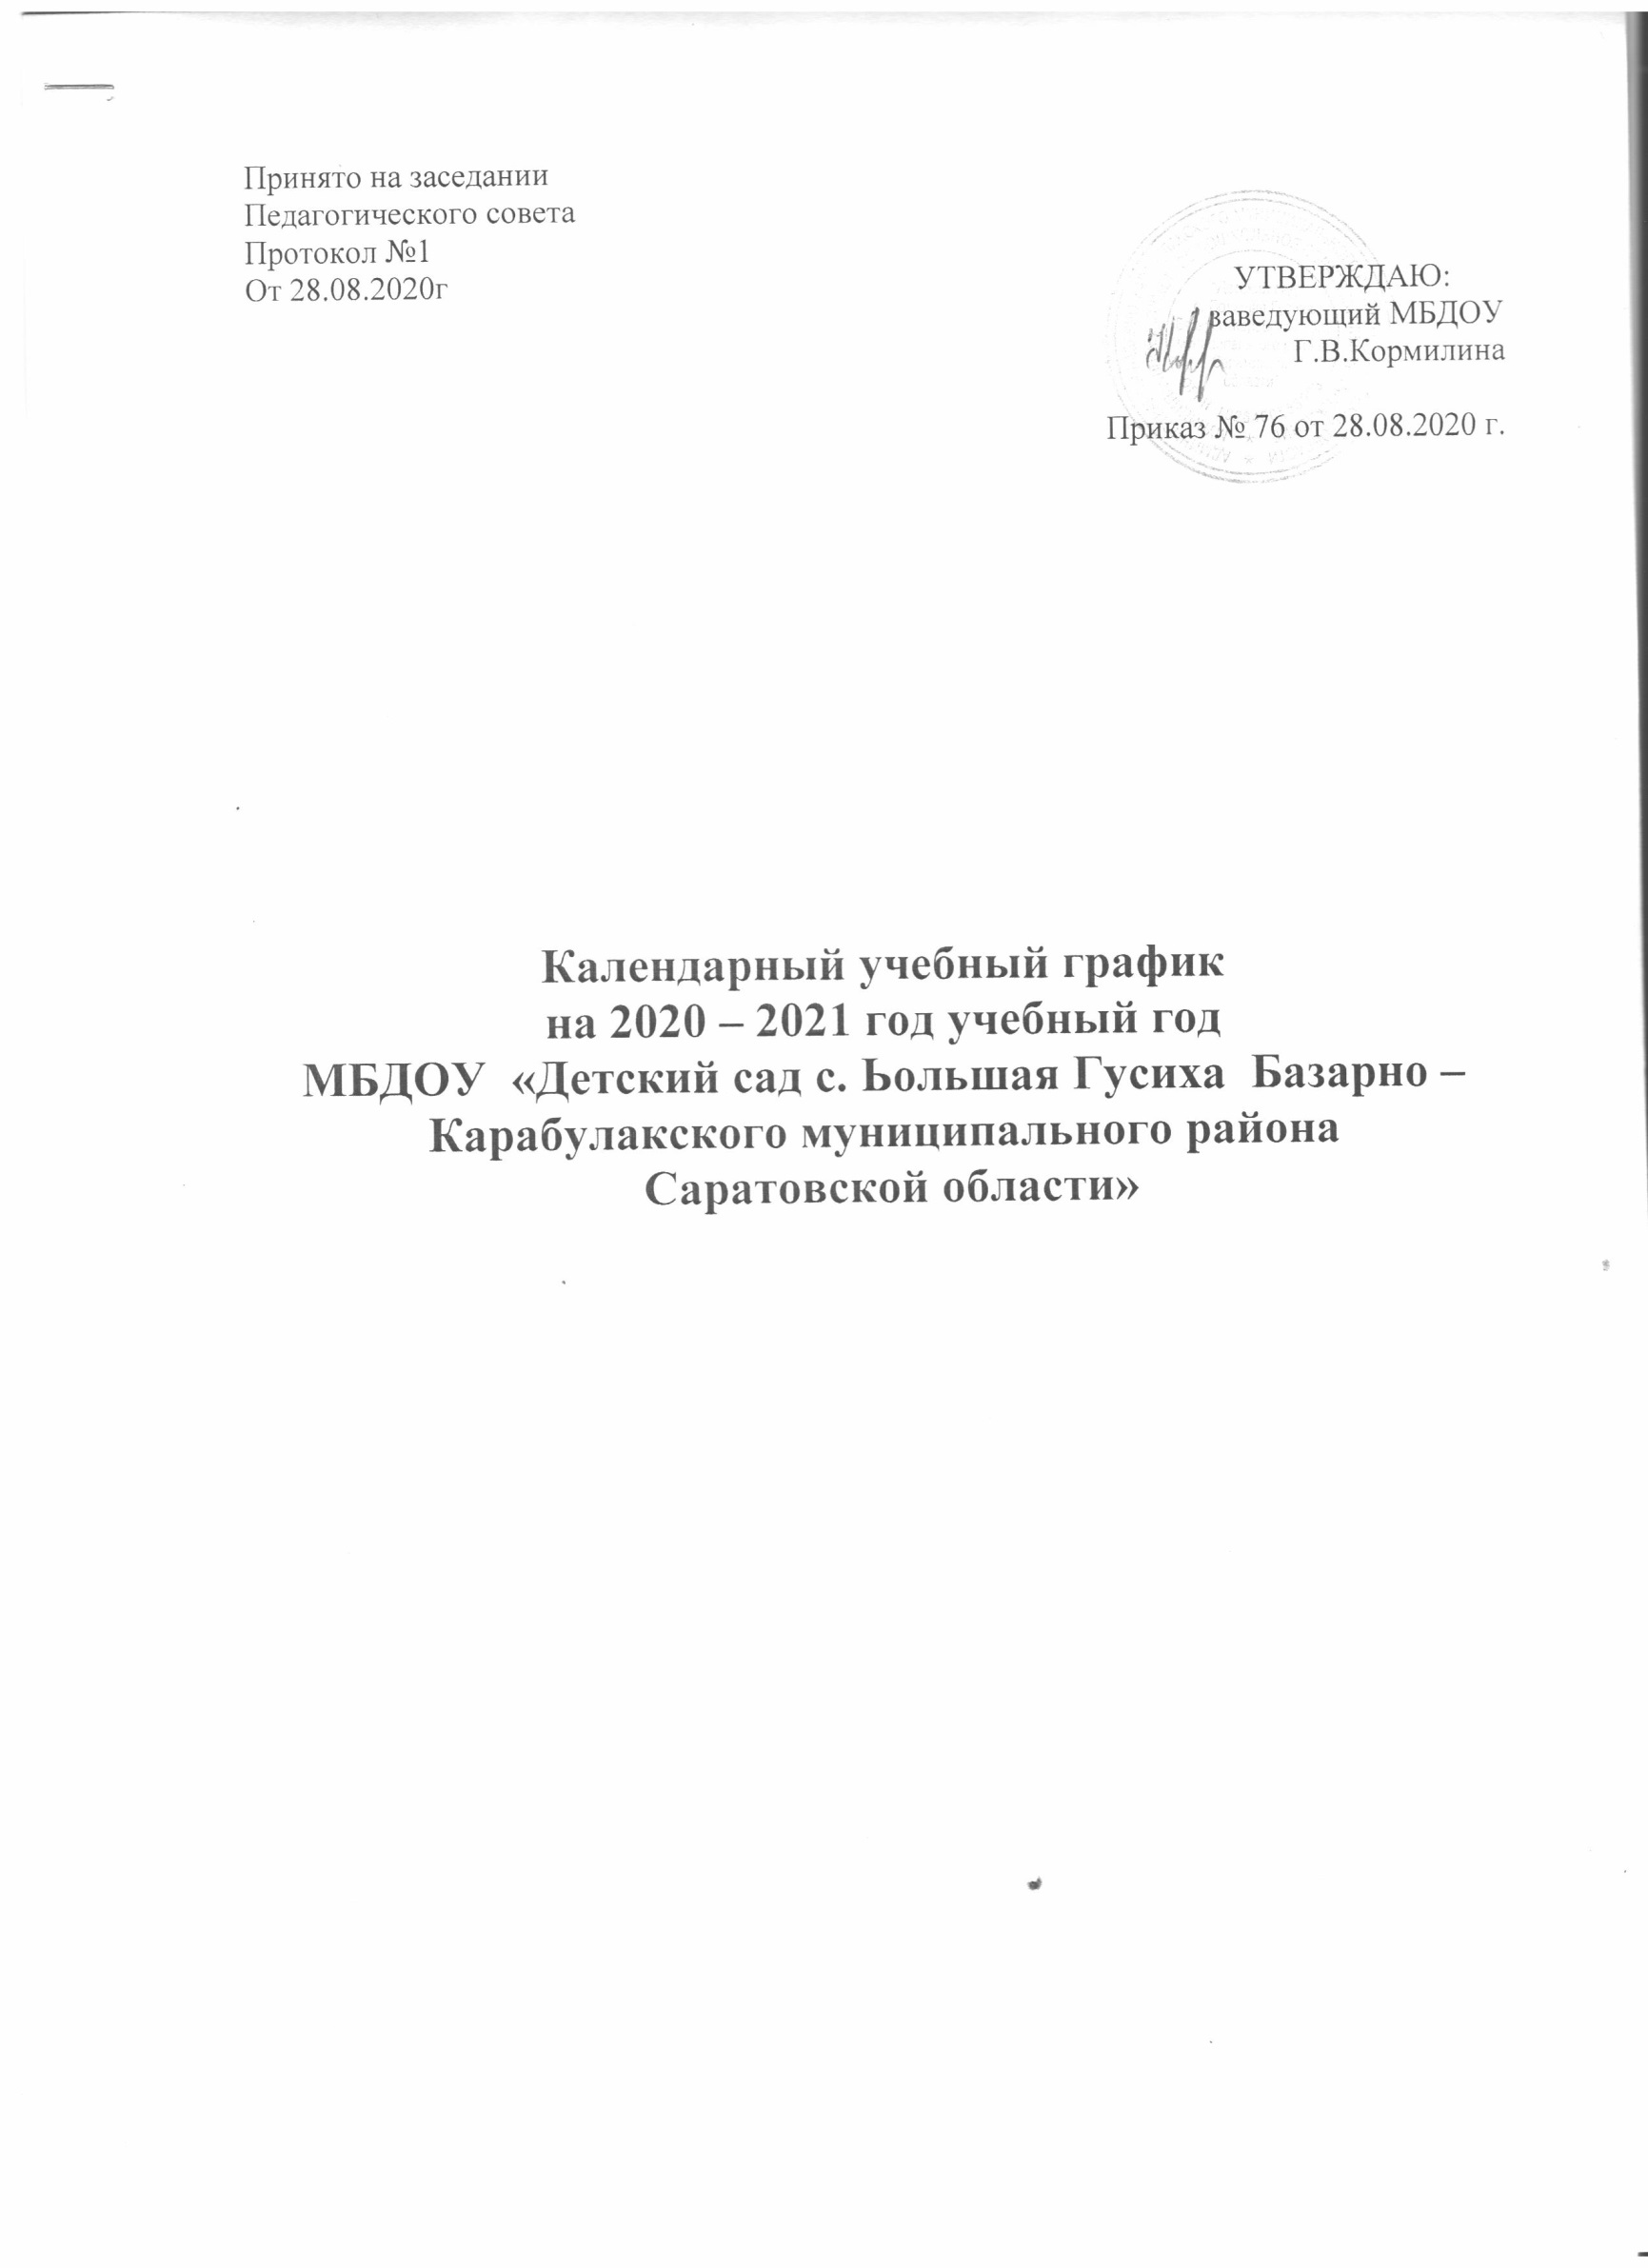 Принято на заседании
Педагогического совета
Протокол №1
От 28.08.2020г
УТВЕРЖДАЮ:
заведующий МБДОУ
Г.В.Кормилина
Приказ № 76 от 28.08.2020 г.
Календарный учебный график
на 2020 – 2021 год учебный год
МБДОУ «Детский сад с. Ьольшая Гусиха Базарно –
Карабулакского муниципального района
Саратовской области»